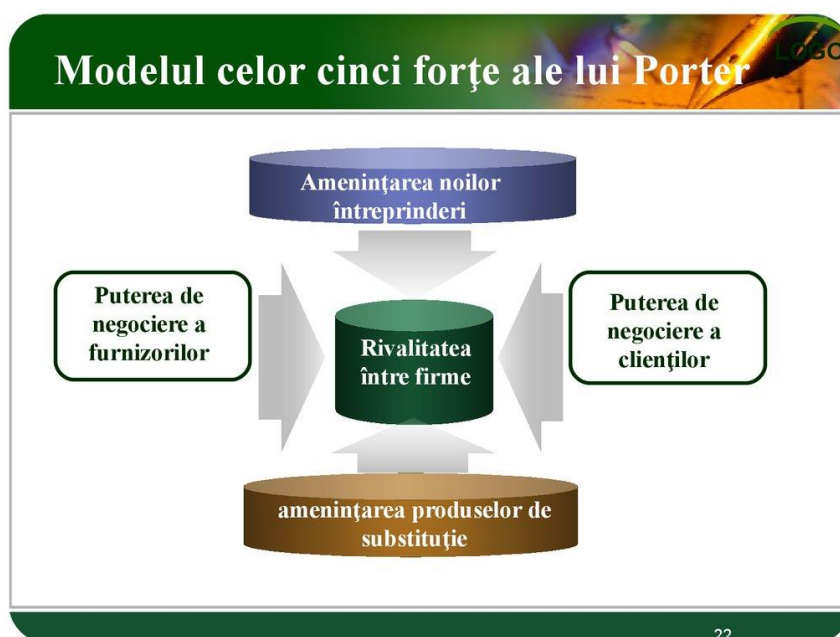 LOGO
Modelul celor cinci forţe ale lui Porter
Ameninţarea noilor
întreprinderi
Puterea de
negociere a
furnizorilor
Rivalitatea
între firme
Puterea de
negociere a
clienţilor
ameninţarea produselor de
substituţie
22